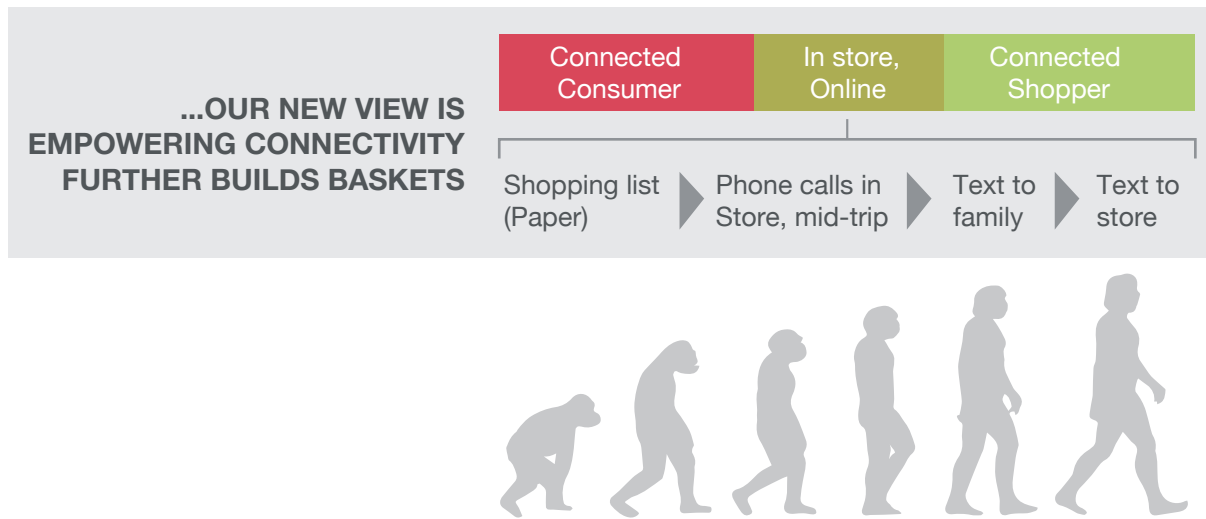 ...OUR NEW VIEW IS
EMPOWERING CONNECTIVITY
FURTHER BUILDS BASKETS
Connected
Consumer
In store,
Online
Connected
Shopper
Shopping list
(Paper)
Phone calls in
Store, mid-trip
Text to
family
Text to
store